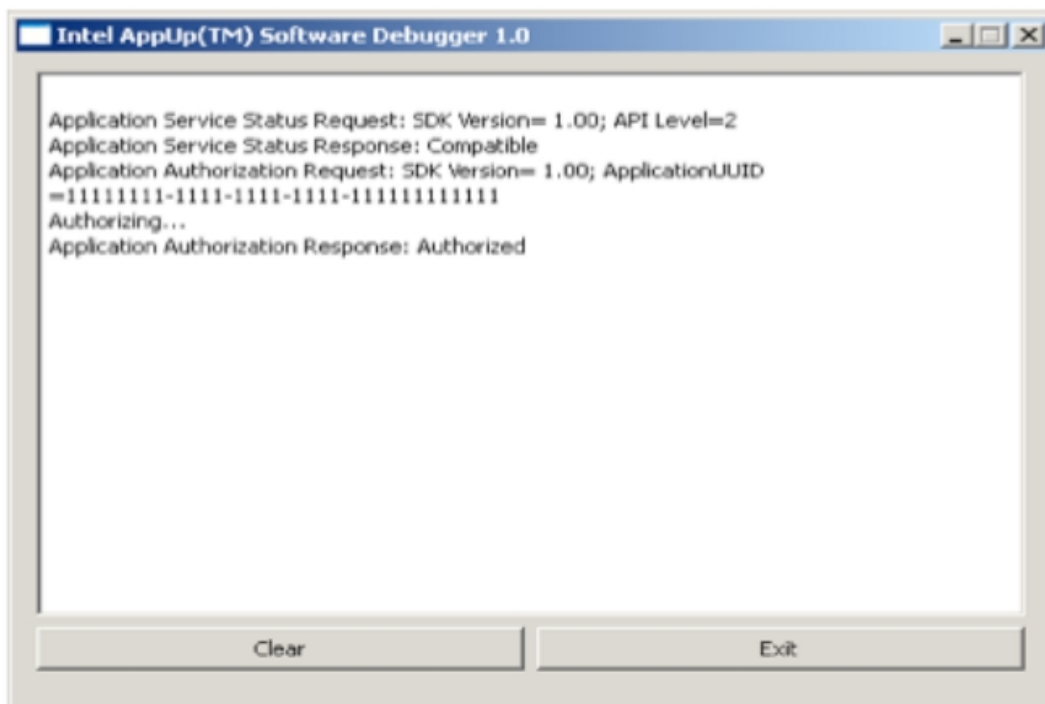 Intel AppUp(TM) Software Debugger 1.0
Application Service Status Request: SDK Version= 1.00; API Level=2
Application Service Status Response: Compatible
Application Authorization Request: SDK Version= 1.00; ApplicationUUID
=11111111-1111-1111-1111-111111111111
Authorizing...
Application Authorization Response: Authorized
Clear
Exit